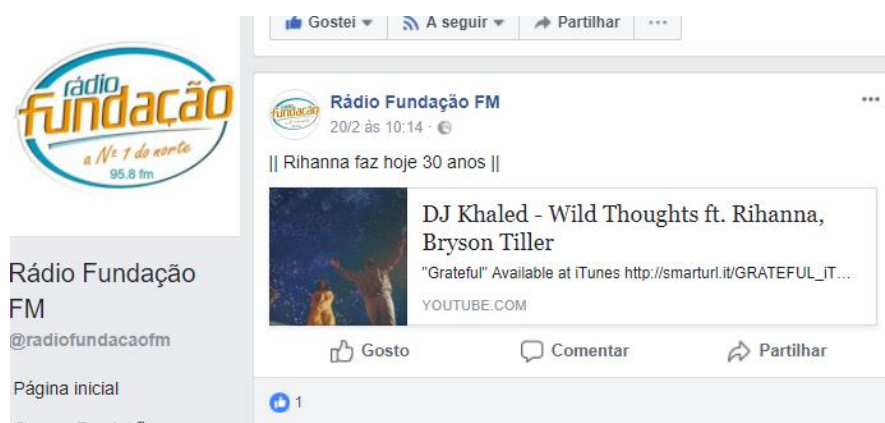 Gostei
A seguir
Partilhar
rádio
fundação
a Nº 1 do norte
95.8 fm
Rádio Fundação
FM
@radiofundacaofm
Página inicial
fundação
Rádio Fundação FM
20/2 às 10:14 ·
|| Rihanna faz hoje 30 anos ||
DJ Khaled - Wild Thoughts ft. Rihanna,
Bryson Tiller
"Grateful" Available at iTunes http://smarturl.it/GRATEFUL_iT…
YOUTUBE.COM
Gosto
Comentar
Partilhar
1